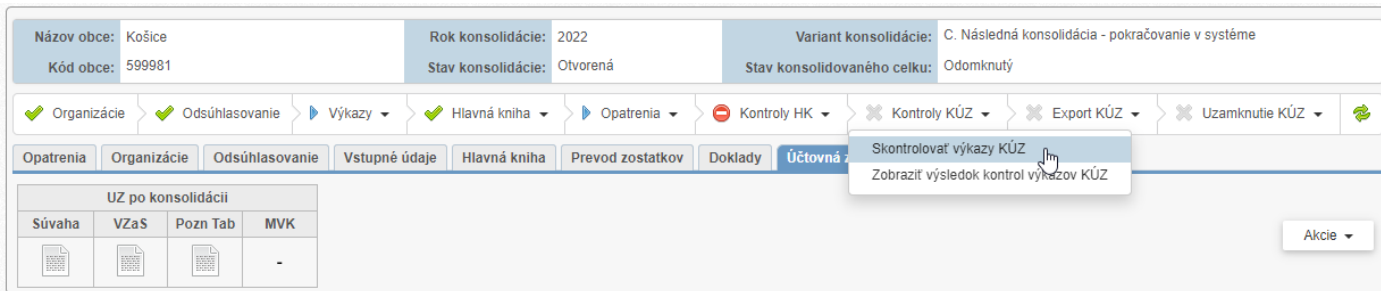 Názov obce: Košice Rok konsolidácie: 2022 Variant konsolidácie: C. Následná konsolidácia - pokračovanie v systéme
Kód obce: 599981 Stav konsolidácie: Otvorená Stav konsolidovaného celku: Odomknutý
Organizácie Odsúhlasovanie Výkazy Hlavná kniha Opatrenia Kontroly HK Kontroly KÚZ Export KÚZ Uzamknutie KÚZ
Opatrenia Organizácie Odsúhlasovanie Vstupné údaje Hlavná kniha Prevod zostatkov Doklady Účtovná
Skontrolovať výkazy KÚZ
Zobraziť výsledok kontrol výkazov KÚZ
UZ po konsolidácii
Súvaha VZaS Pozn Tab MVK
-
Akcie